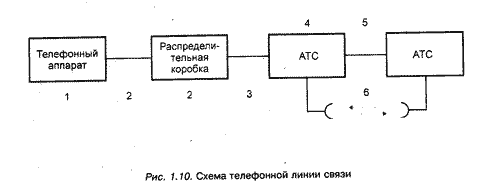 4 5
Телефонный
аппарат
Распредели-
тельная
коробка
АТС
АТС
1 2 2 3 6
Рис. 1.10. Схема телефонной линии связи